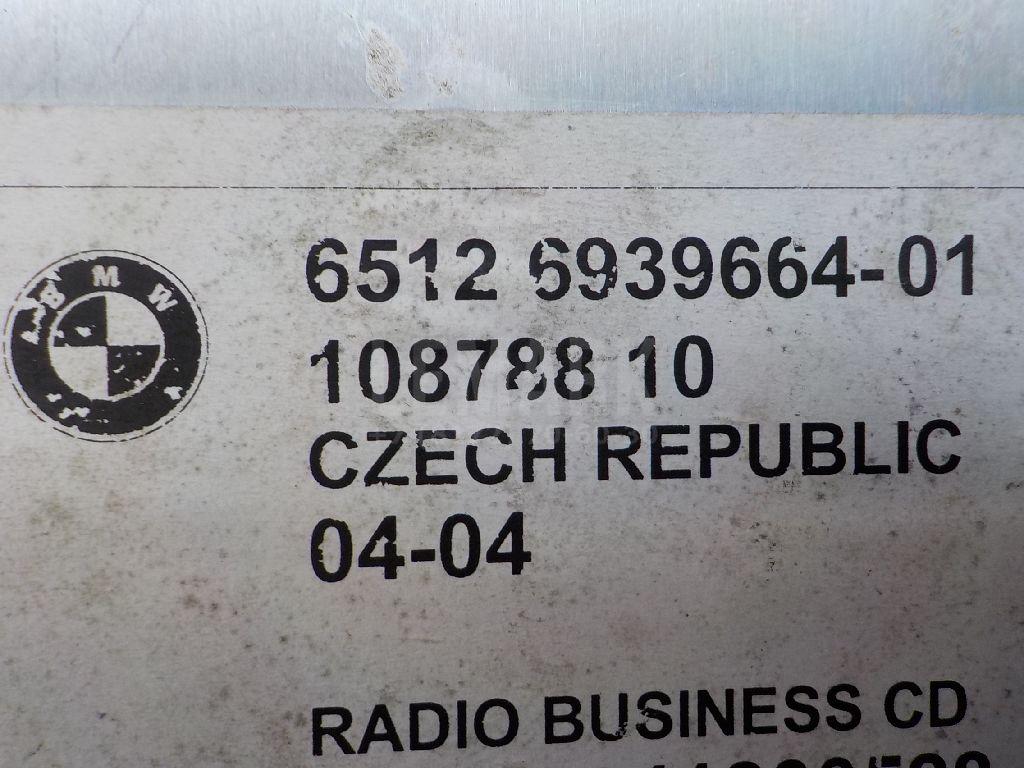 BMW
6512 6939664-01
108788 10
CZECH REPUBLIC
04-04
RADIO BUSINESS CD